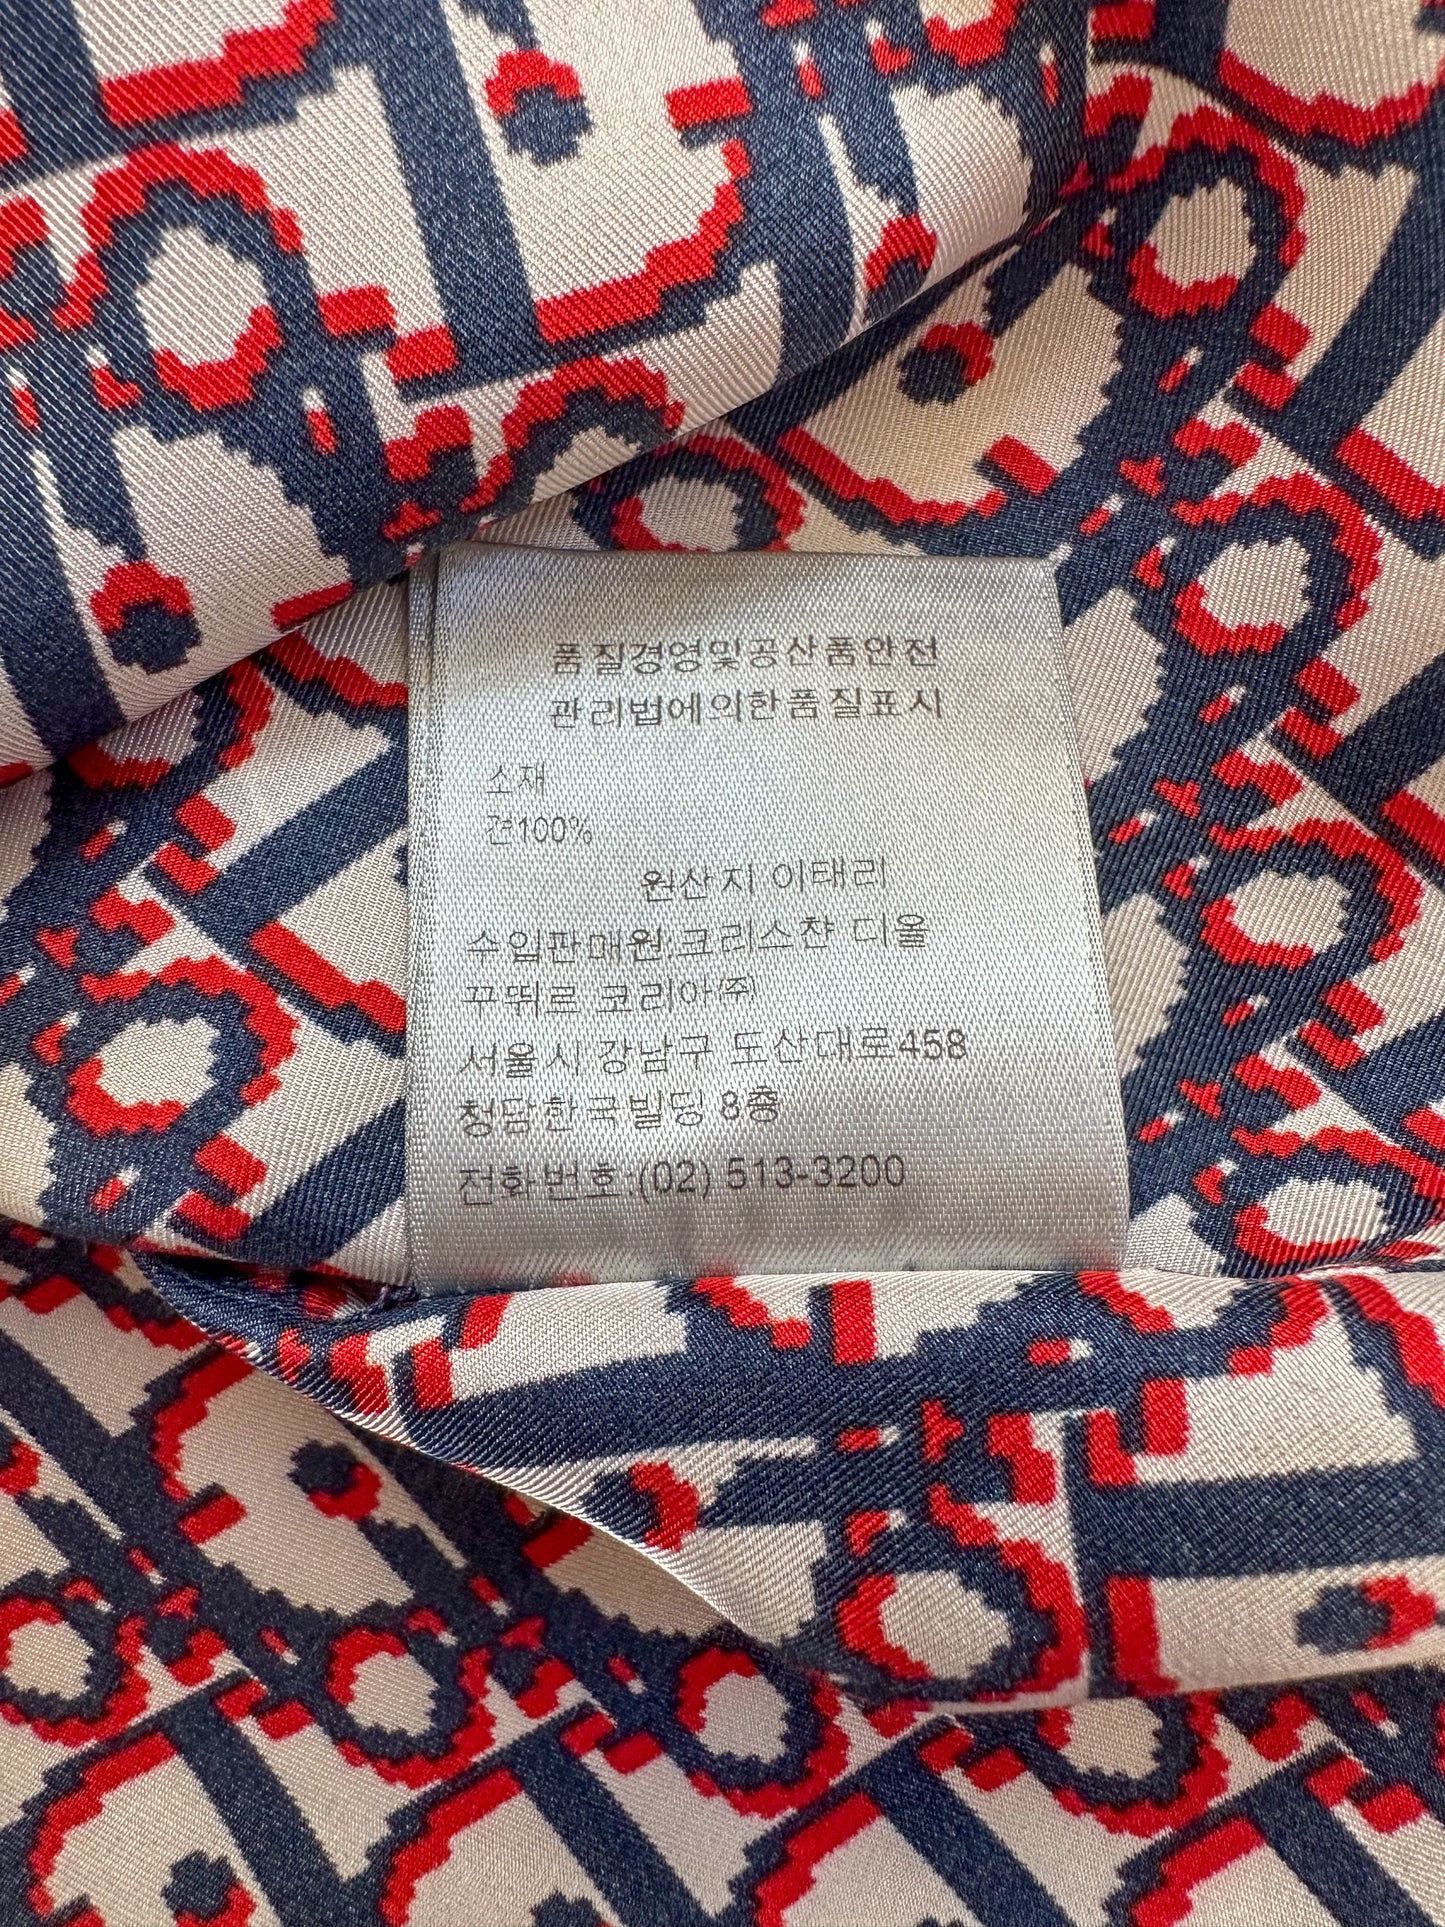 품질경영및공산품안전
관리법에의한품질표시
소재
견100%
원산지 이태리
수입판매원:크리스챤 디올
꾸뛰르 코리아(주)
서울시 강남구 도산대로458
청담한국빌딩 8층
전화번호:(02) 513-3200